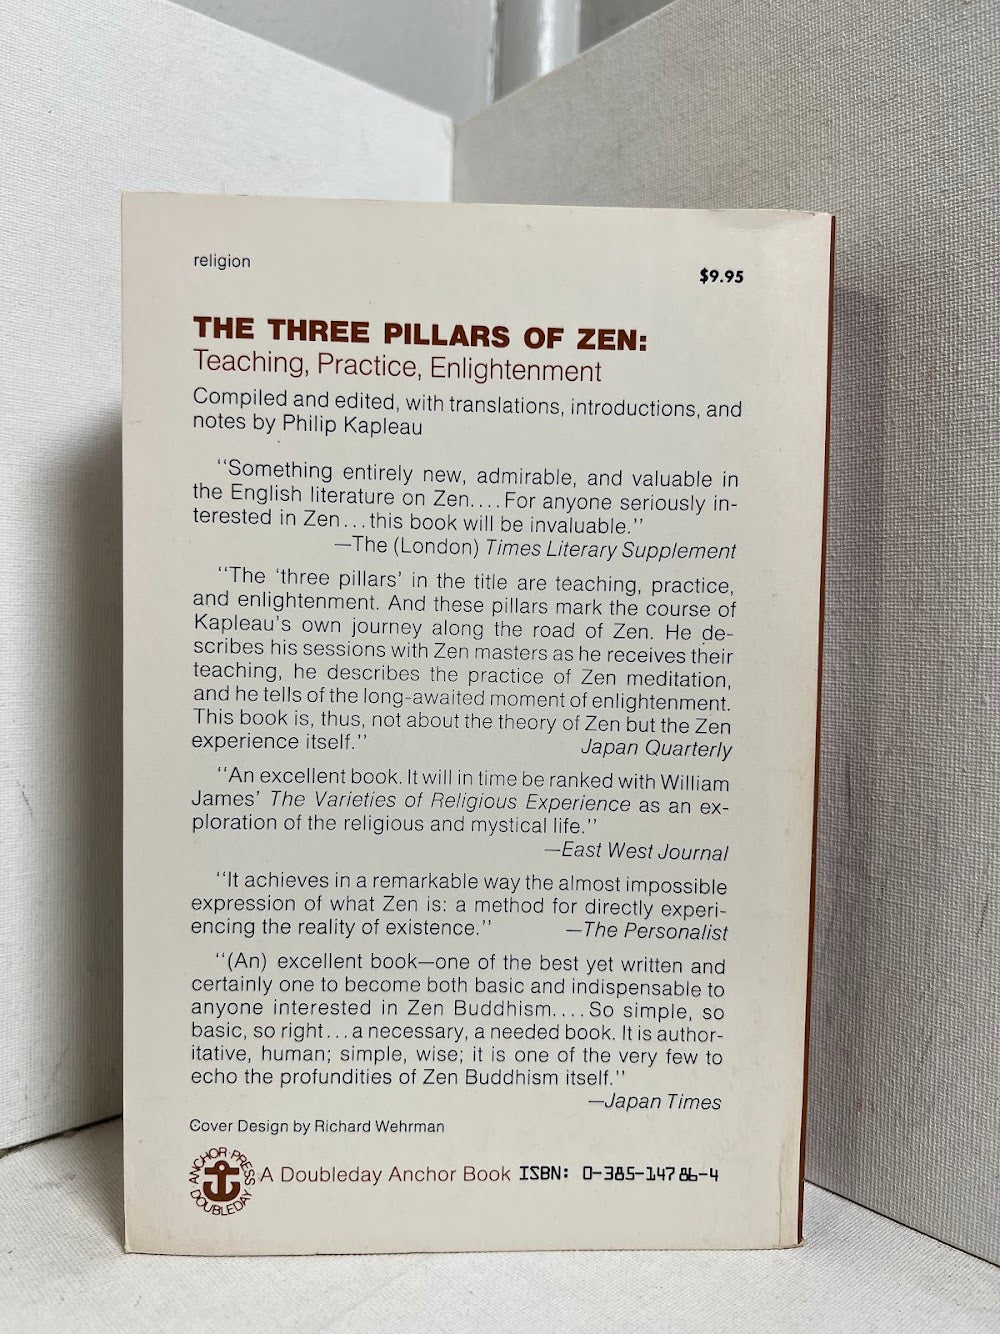 religion
$9.95
THE THREE PILLARS OF ZEN:
Teaching, Practice, Enlightenment
Compiled and edited, with translations, introductions, and
notes by Philip Kapleau
‘‘Something entirely new, admirable, and valuable in
the English literature on Zen....For anyone seriously in-
terested in Zen...this book will be invaluable.’’
—The (London) Times Literary Supplement
‘‘The ‘three pillars’ in the title are teaching, practice,
and enlightenment. And these pillars mark the course of
Kapleau’s own journey along the road of Zen. He de-
scribes his sessions with Zen masters as he receives their
teaching, he describes the practice of Zen meditation,
and he tells of the long-awaited moment of enlightenment.
This book is, thus, not about the theory of Zen but the Zen
experience itself.’’ Japan Quarterly
‘‘An excellent book. It will in time be ranked with William
James’ The Varieties of Religious Experience as an ex-
ploration of the religious and mystical life.’’
—East West Journal
‘‘It achieves in a remarkable way the almost impossible
expression of what Zen is: a method for directly experi-
encing the reality of existence.’’ —The Personalist
‘‘(An) excellent book—one of the best yet written and
certainly one to become both basic and indispensable to
anyone interested in Zen Buddhism....So simple, so
basic, so right...a necessary, a needed book. It is author-
itative, human; simple, wise; it is one of the very few to
echo the profundities of Zen Buddhism itself.’’
—Japan Times
Cover Design by Richard Wehrman
ANCHOR PRESS
DOUBLEDAY
A Doubleday Anchor Book ISBN: 0-385-14786-4